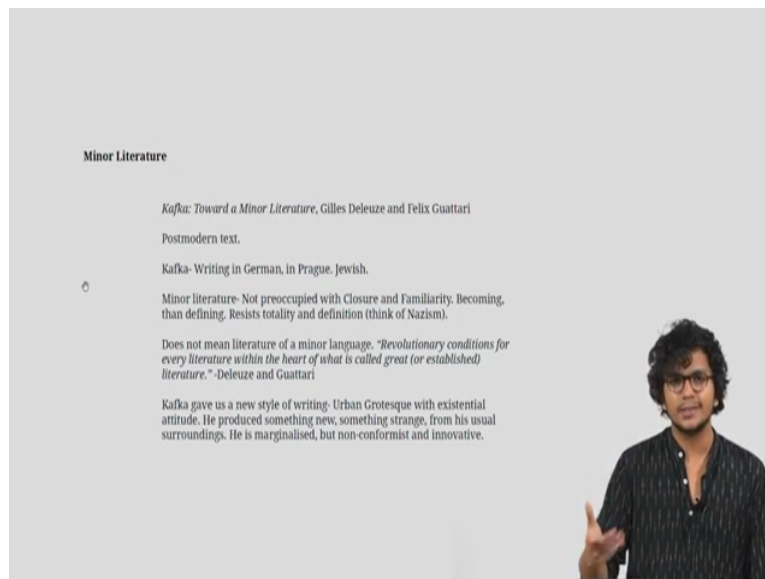 Minor Literature
Kafka: Toward a Minor Literature, Gilles Deleuze and Felix Guattari
Postmodern text.
Kafka- Writing in German, in Prague. Jewish.
Minor literature- Not preoccupied with Closure and Familiarity. Becoming,
than defining. Resists totality and definition (think of Nazism).
Does not mean literature of a minor language. "Revolutionary conditions for
every literature within the heart of what is called great (or established)
literature." -Deleuze and Guattari
Kafka gave us a new style of writing- Urban Grotesque with existential
attitude. He produced something new, something strange, from his usual
surroundings. He is marginalised, but non-conformist and innovative.